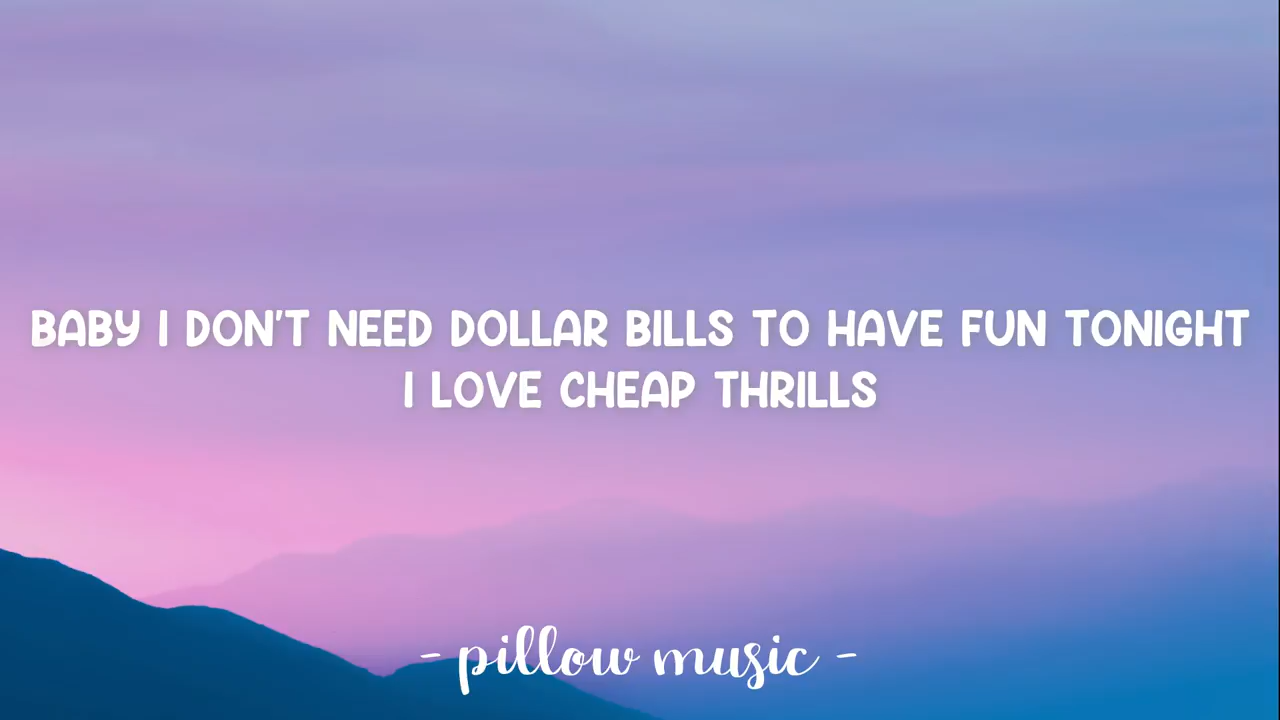 BABY I DON'T NEED DOLLAR BILLS TO HAVE FUN TONIGHT
I LOVE CHEAP THRILLS
- pillow music -